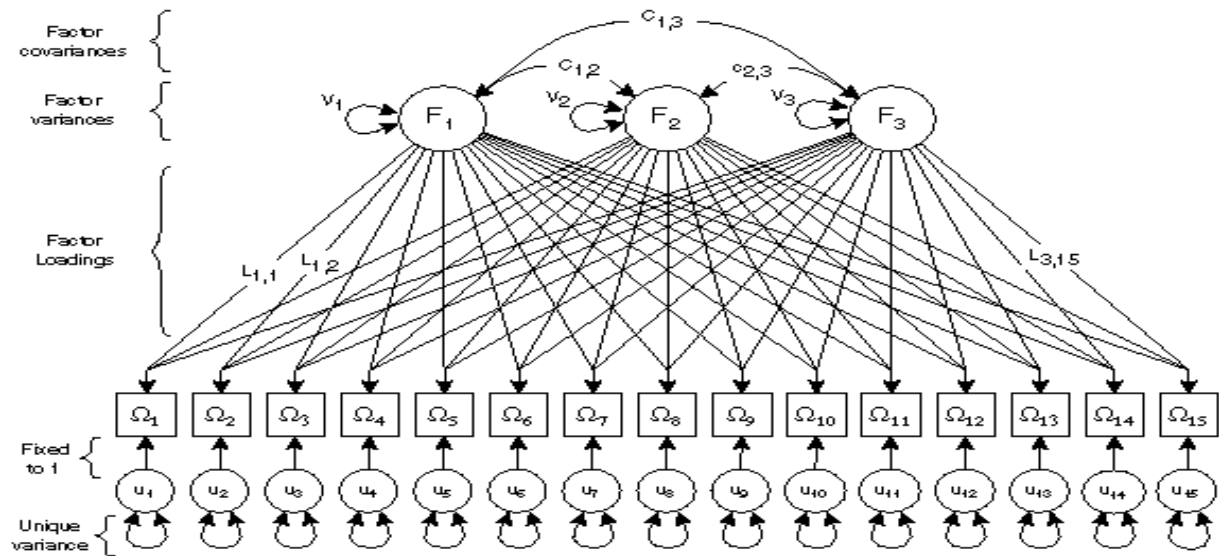 Factor
covariances
C1,3
C1,2
c2,3
Factor
variances
V1
F1
V2
F2
V3
F3
Factor
Loadings
L1,1
L1,2
L3,15
Ω1 Ω2 Ω3 Ω4 Ω5 Ω6 Ω7 Ω8 Ω9 Ω10 Ω11 Ω12 Ω13 Ω14 Ω15
Fixed
to 1
u1 u2 u3 u4 u5 u6 u7 u8 u9 u10 u11 u12 u13 u14 u15
Unique
variance